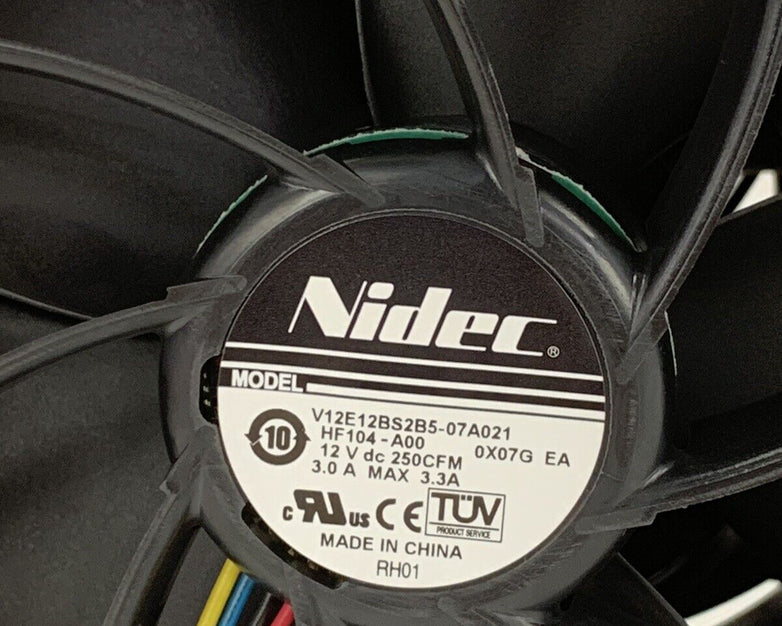 Nidec®
MODEL
V12E12BS2B5-07A021
HF104-A00 0X07G EA
10
12 V dc 250CFM
3.0 A MAX 3.3A
c RU us CE TÜV
PRODUCT SERVICE
MADE IN CHINA
RH01